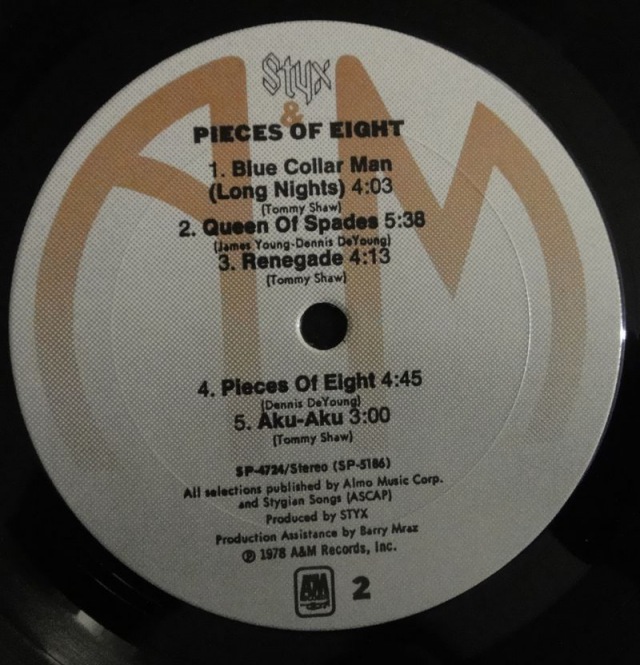 Styx
&
PIECES OF EIGHT
1. Blue Collar Man
(Long Nights) 4:03
(Tommy Shaw)
2. Queen Of Spades 5:38
(James Young-Dennis DeYoung)
3. Renegade 4:13
(Tommy Shaw)
4. Pieces Of Eight 4:45
(Dennis DeYoung)
5. Aku-Aku 3:00
(Tommy Shaw)
SP-4724/Stereo (SP-5186)
All selections published by Almo Music Corp.
and Stygian Songs (ASCAP)
Produced by STYX
Production Assistance by Barry Mraz
℗ 1978 A&M Records, Inc.
A&M 2